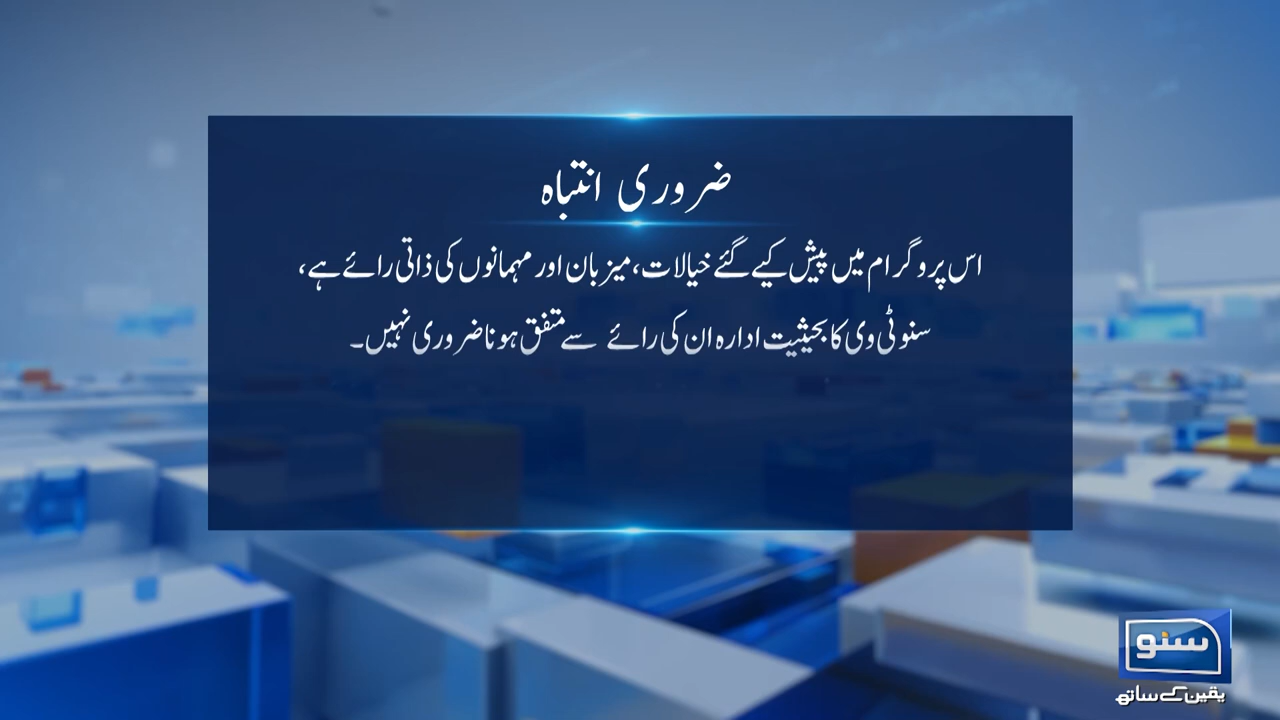 ضروری انتباہ
اس پروگرام میں پیش کیے گئے خیالات، میزبان اور مہمانوں کی ذاتی رائے ہے،
سنو ٹی وی کا بحیثیت ادارہ ان کی رائے سے متفق ہونا ضروری نہیں۔
سنو
یقین کے ساتھ